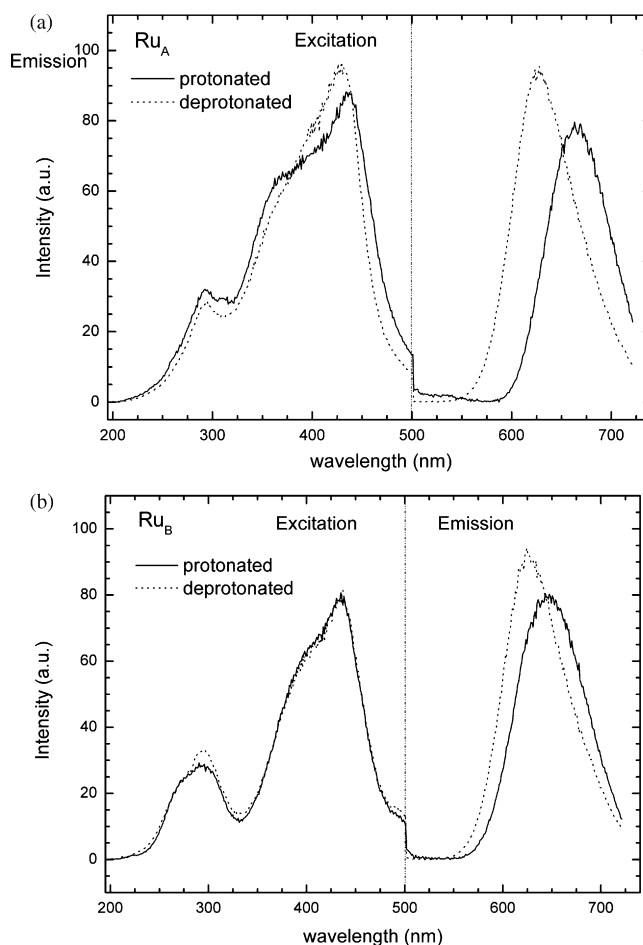 (a)
Ru_A
Excitation
Emission
protonated
deprotonated
100
80
60
40
20
0
Intensity (a.u.)
200 300 400 500 600 700
wavelength (nm)
(b)
Ru_B
Excitation Emission
protonated
deprotonated
100
80
60
40
20
0
Intensity (a.u.)
200 300 400 500 600 700
wavelength (nm)